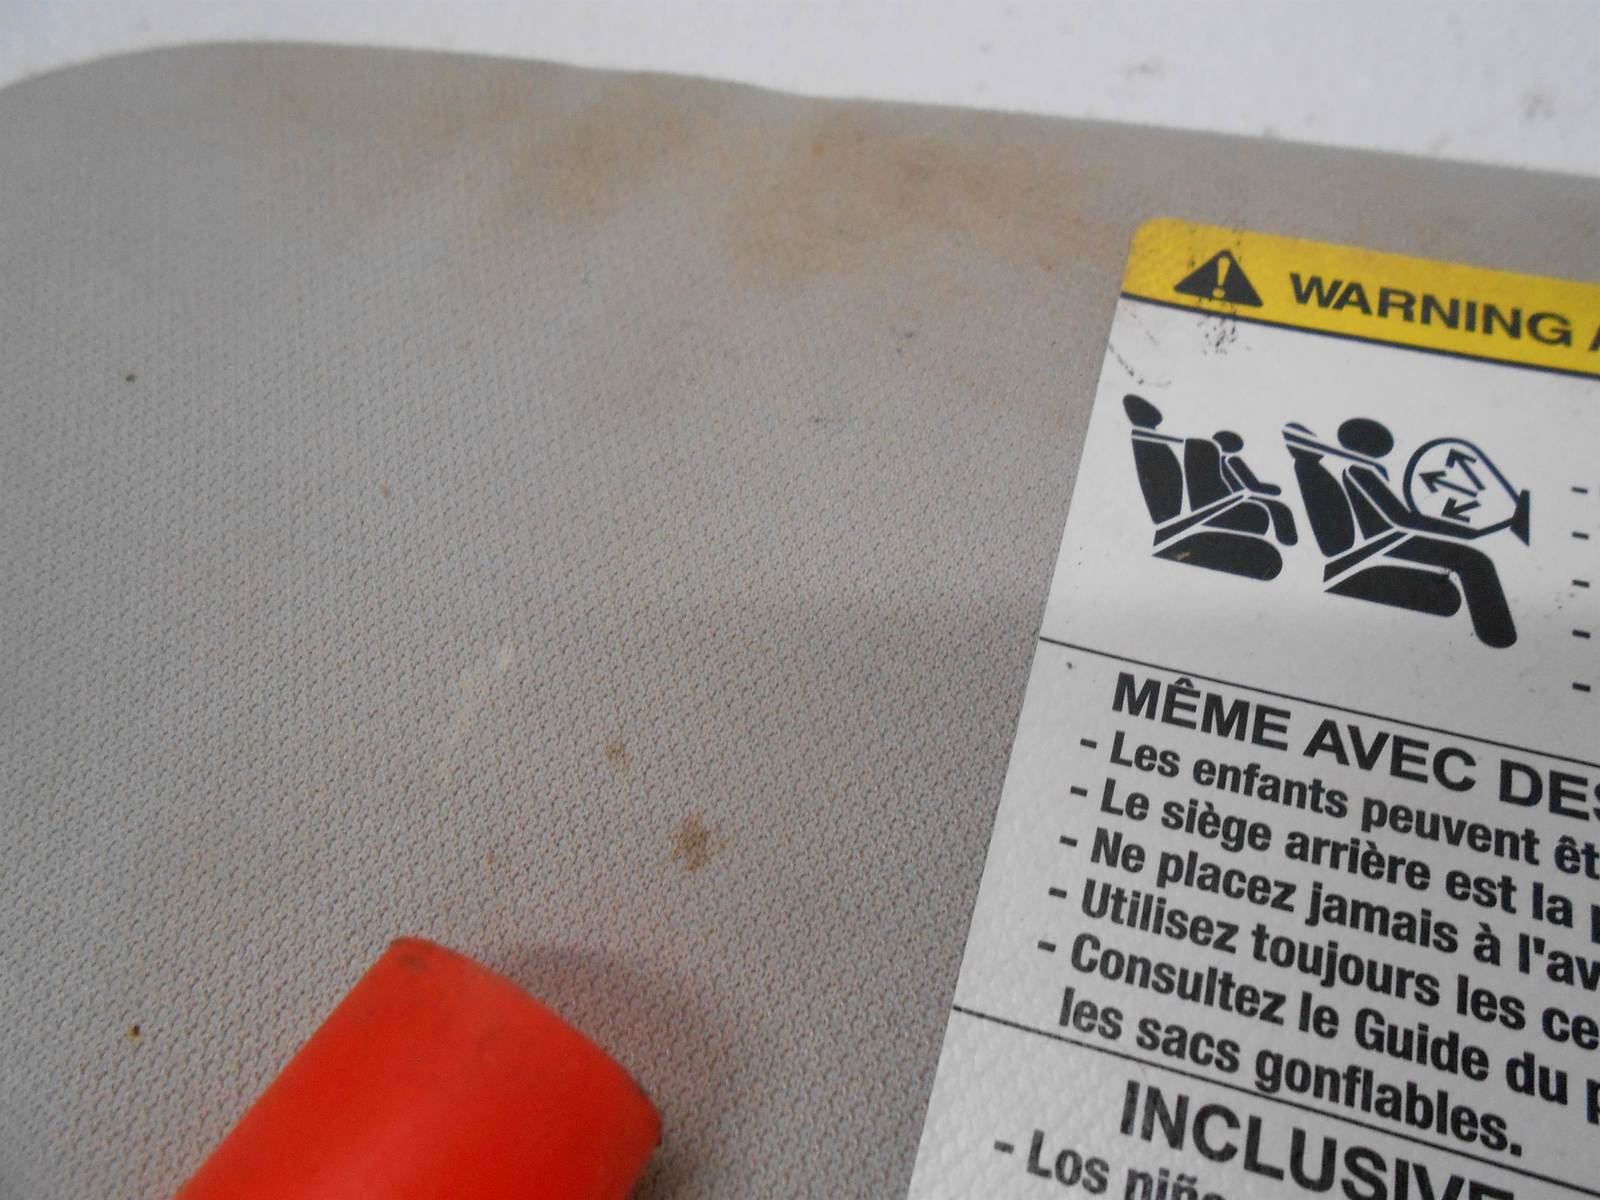 WARNING
MÊME AVEC DES
- Les enfants peuvent
- Le siège arrière est la
- Ne placez jamais à l'av
- Utilisez toujours les
- Consultez le Guide du
les sacs gonflables.
INCLUSIVE
- Los